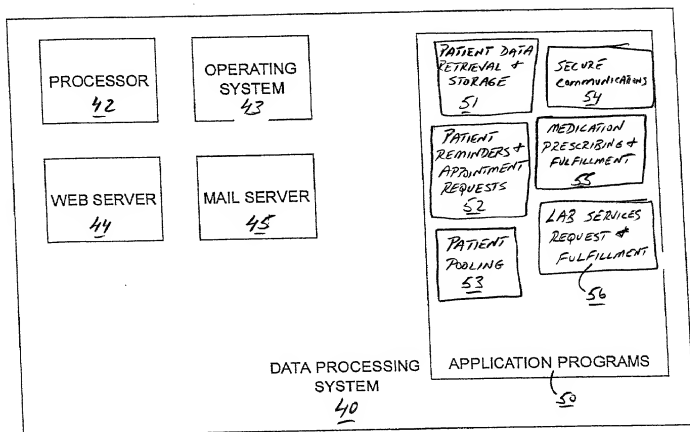 PROCESSOR
42
OPERATING
SYSTEM
43
WEB SERVER
44
MAIL SERVER
45
PATIENT DATA
RETRIEVAL &
STORAGE
51
SECURE
COMMUNICATIONS
54
PATIENT
REMINDERS &
APPOINTMENT
REQUESTS
52
MEDICATION
PRESCRIBING &
FULFILLMENT
55
PATIENT
POOLING
53
LAB SERVICES
REQUEST &
FULFILLMENT
56
DATA PROCESSING
SYSTEM
40
APPLICATION PROGRAMS
50